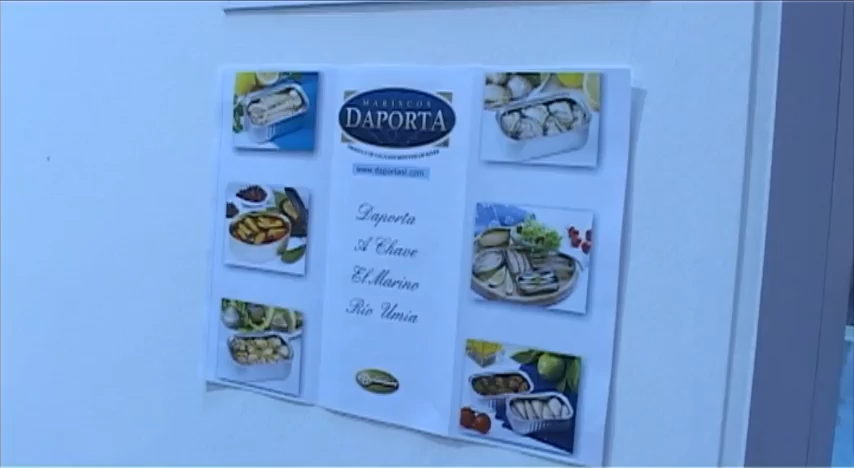 MARISCOS
DAPORTA
www.daportasl.com
Daporta
A Chave
El Marino
Río Umia